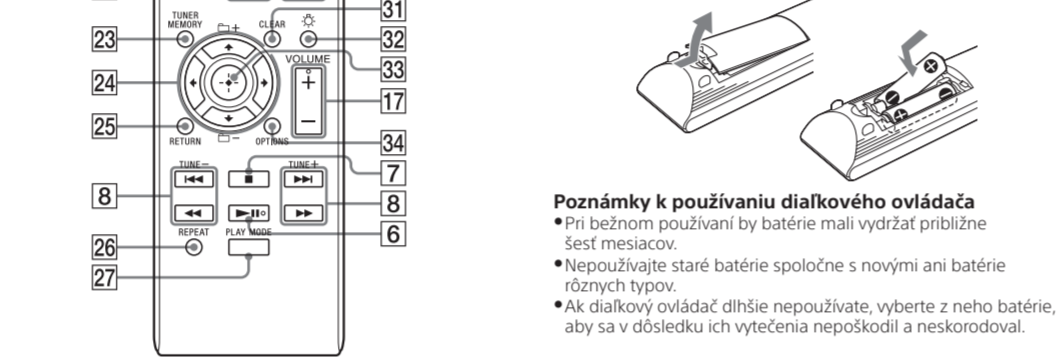 31
TUNER
MEMORY
+
CLEAR
23
32
VOLUME
33
24
+
17
−
25
RETURN
−
OPTIONS
34
TUNE−
TUNE+
7
8
8
6
REPEAT
PLAY MODE
26
27
Poznámky k používaniu diaľkového ovládača
•Pri bežnom používaní by batérie mali vydržať približne
šesť mesiacov.
•Nepoužívajte staré batérie spoločne s novými ani batérie
rôznych typov.
•Ak diaľkový ovládač dlhšie nepoužívate, vyberte z neho batérie,
aby sa v dôsledku ich vytečenia nepoškodil a neskorodoval.